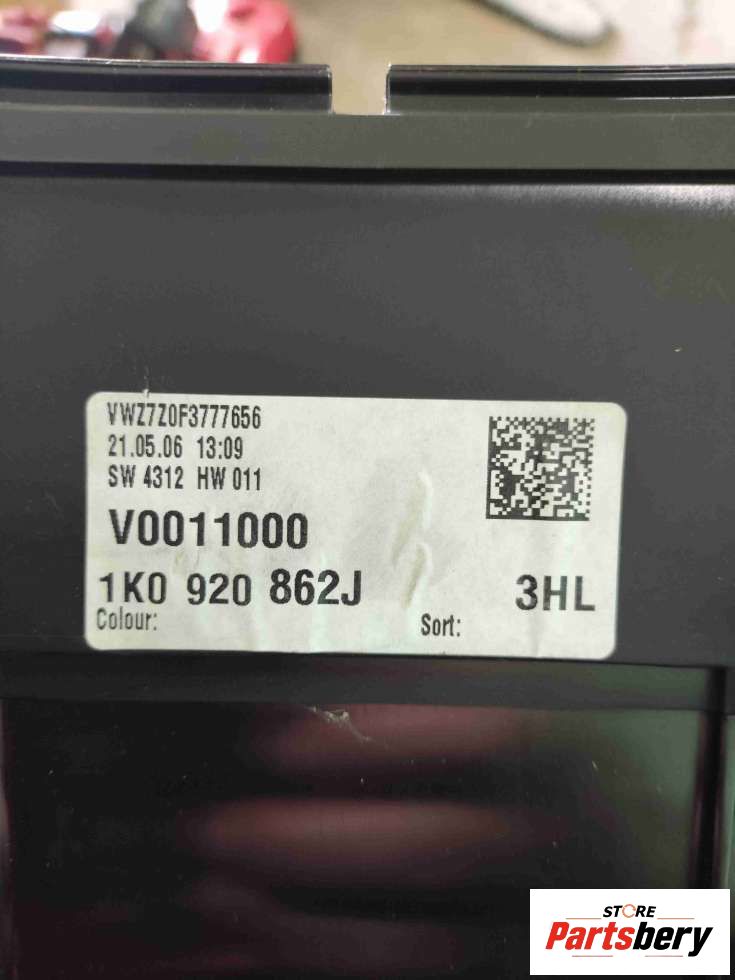 VWZ7Z0F3777656
21.05.06 13:09
SW 4312 HW 011
V0011000
1K0 920 862J 3HL
Colour: Sort:
STORE
Partsbery